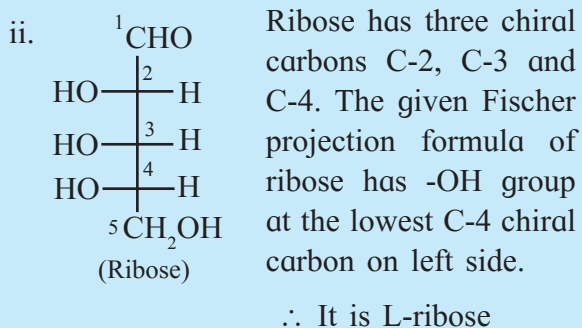 ii.
¹CHO
2
HO H
3
HO H
4
HO H
⁵CH₂OH
(Ribose)
Ribose has three chiral
carbons C-2, C-3 and
C-4. The given Fischer
projection formula of
ribose has -OH group
at the lowest C-4 chiral
carbon on left side.
∴ It is L-ribose